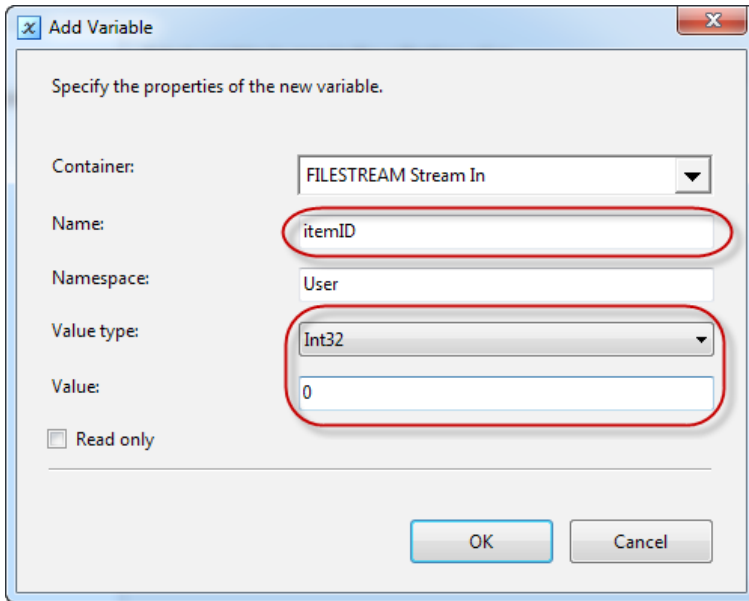 Add Variable
Specify the properties of the new variable.
Container: FILESTREAM Stream In
Name: itemID
Namespace: User
Value type: Int32
Value: 0
Read only
OK Cancel